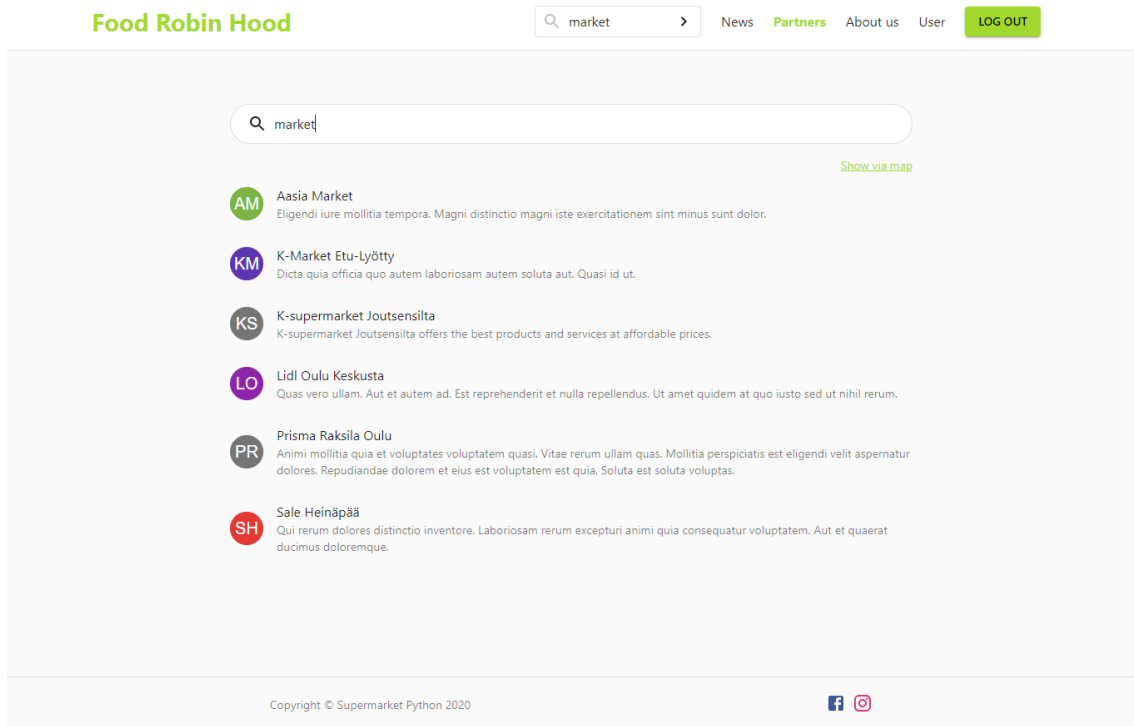 Food Robin Hood
market
News
Partners
About us
User
LOG OUT
market
Show via map
AM
Aasia Market
Eligendi iure mollitia tempora. Magni distinctio magni iste exercitationem sint minus sunt dolor.
KM
K-Market Etu-Lyötty
Dicta quia officia quo autem laboriosam autem soluta aut. Quasi id ut.
KS
K-supermarket Joutsensilta
K-supermarket Joutsensilta offers the best products and services at affordable prices.
LO
Lidl Oulu Keskusta
Quas vero ullam. Aut et autem ad. Est reprehenderit et nulla repellendus. Ut amet quidem at quo iusto sed ut nihil rerum.
PR
Prisma Raksila Oulu
Animi mollitia quia et voluptates voluptatem quasi. Vitae rerum ullam quas. Mollitia perspiciatis est eligendi velit aspernatur
dolores. Repudiandae dolorem et eius est voluptatem est quia. Soluta est soluta voluptas.
SH
Sale Heinäpää
Qui rerum dolores distinctio inventore. Laboriosam rerum excepturi animi quia consequatur voluptatem. Aut et quaerat
ducimus doloremque.
Copyright © Supermarket Python 2020